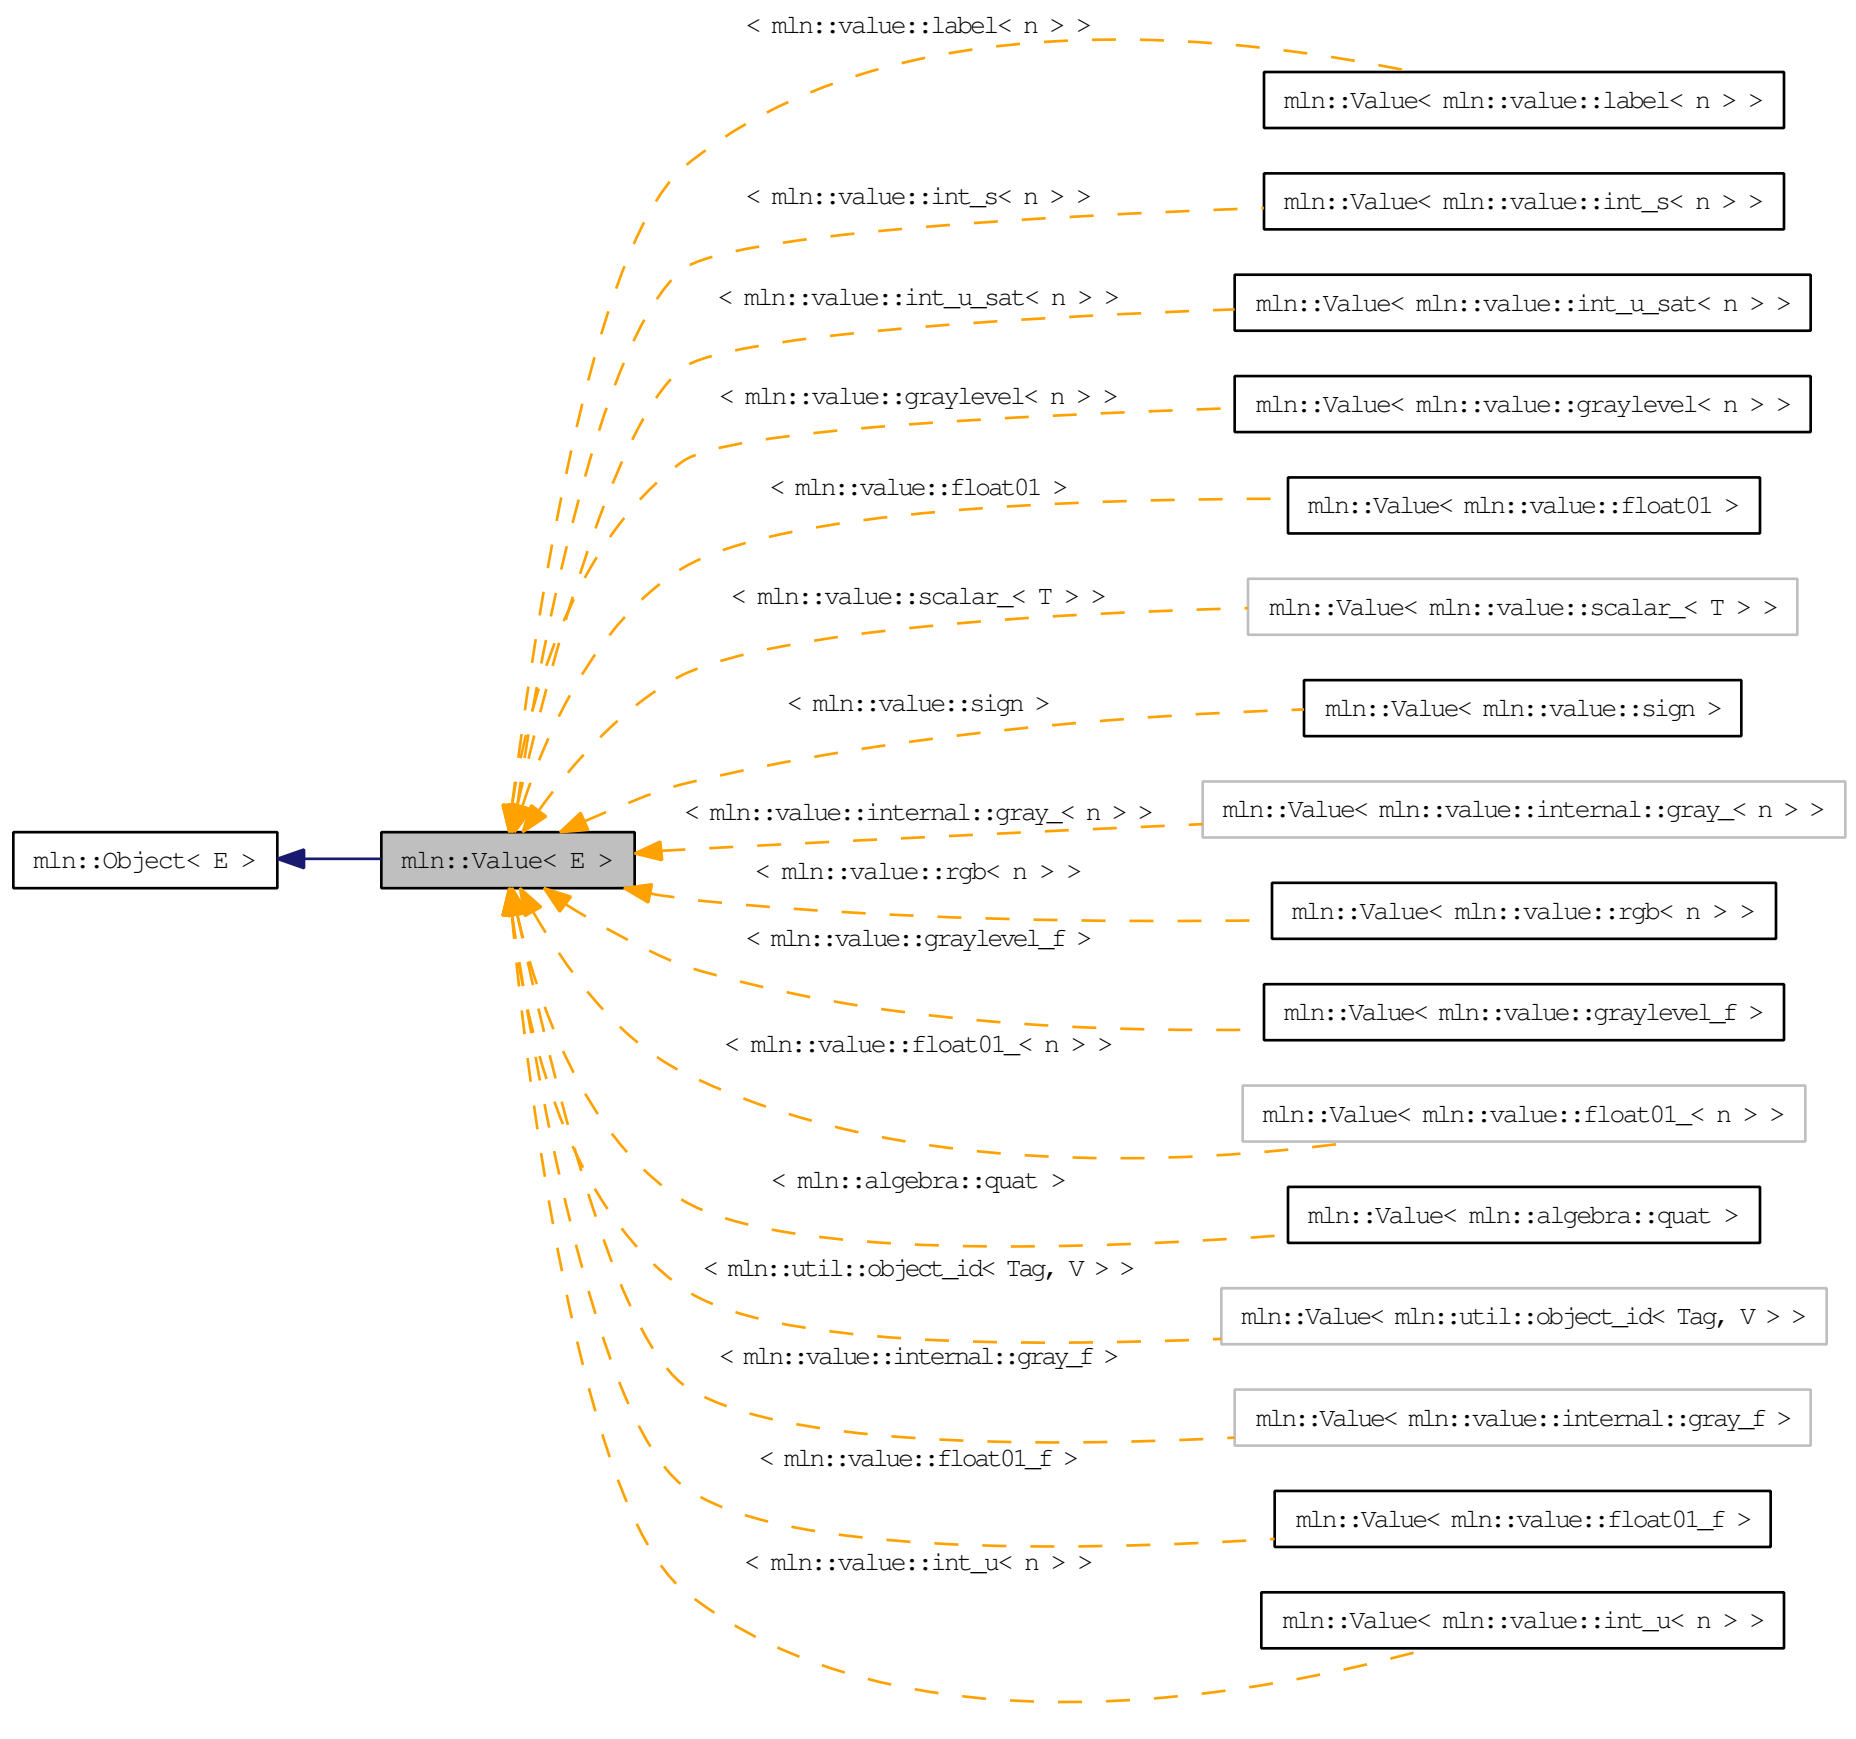 < mln::value::label< n > >
mln::Value< mln::value::label< n > >
< mln::value::int_s< n > >
mln::Value< mln::value::int_s< n > >
< mln::value::int_u_sat< n > >
mln::Value< mln::value::int_u_sat< n > >
< mln::value::graylevel< n > >
mln::Value< mln::value::graylevel< n > >
< mln::value::float01 >
mln::Value< mln::value::float01 >
< mln::value::scalar_< T > >
mln::Value< mln::value::scalar_< T > >
< mln::value::sign >
mln::Value< mln::value::sign >
< mln::value::internal::gray_< n > >
mln::Value< mln::value::internal::gray_< n > >
mln::Object< E >
mln::Value< E >
< mln::value::rgb< n > >
mln::Value< mln::value::rgb< n > >
< mln::value::graylevel_f >
mln::Value< mln::value::graylevel_f >
< mln::value::float01_< n > >
mln::Value< mln::value::float01_< n > >
< mln::algebra::quat >
mln::Value< mln::algebra::quat >
< mln::util::object_id< Tag, V > >
mln::Value< mln::util::object_id< Tag, V > >
< mln::value::internal::gray_f >
mln::Value< mln::value::internal::gray_f >
< mln::value::float01_f >
mln::Value< mln::value::float01_f >
< mln::value::int_u< n > >
mln::Value< mln::value::int_u< n > >